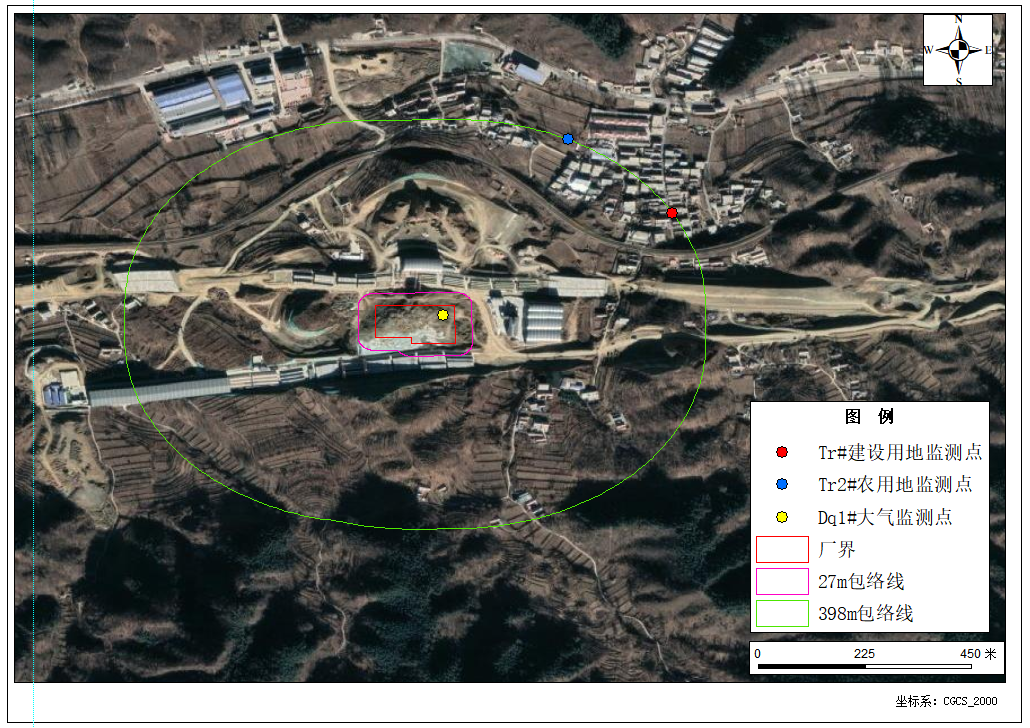 N
W E
S
图 例
Tr#建设用地监测点
Tr2#农用地监测点
Dq1#大气监测点
厂界
27m包络线
398m包络线
0 225 450 米
坐标系: CGCS_2000